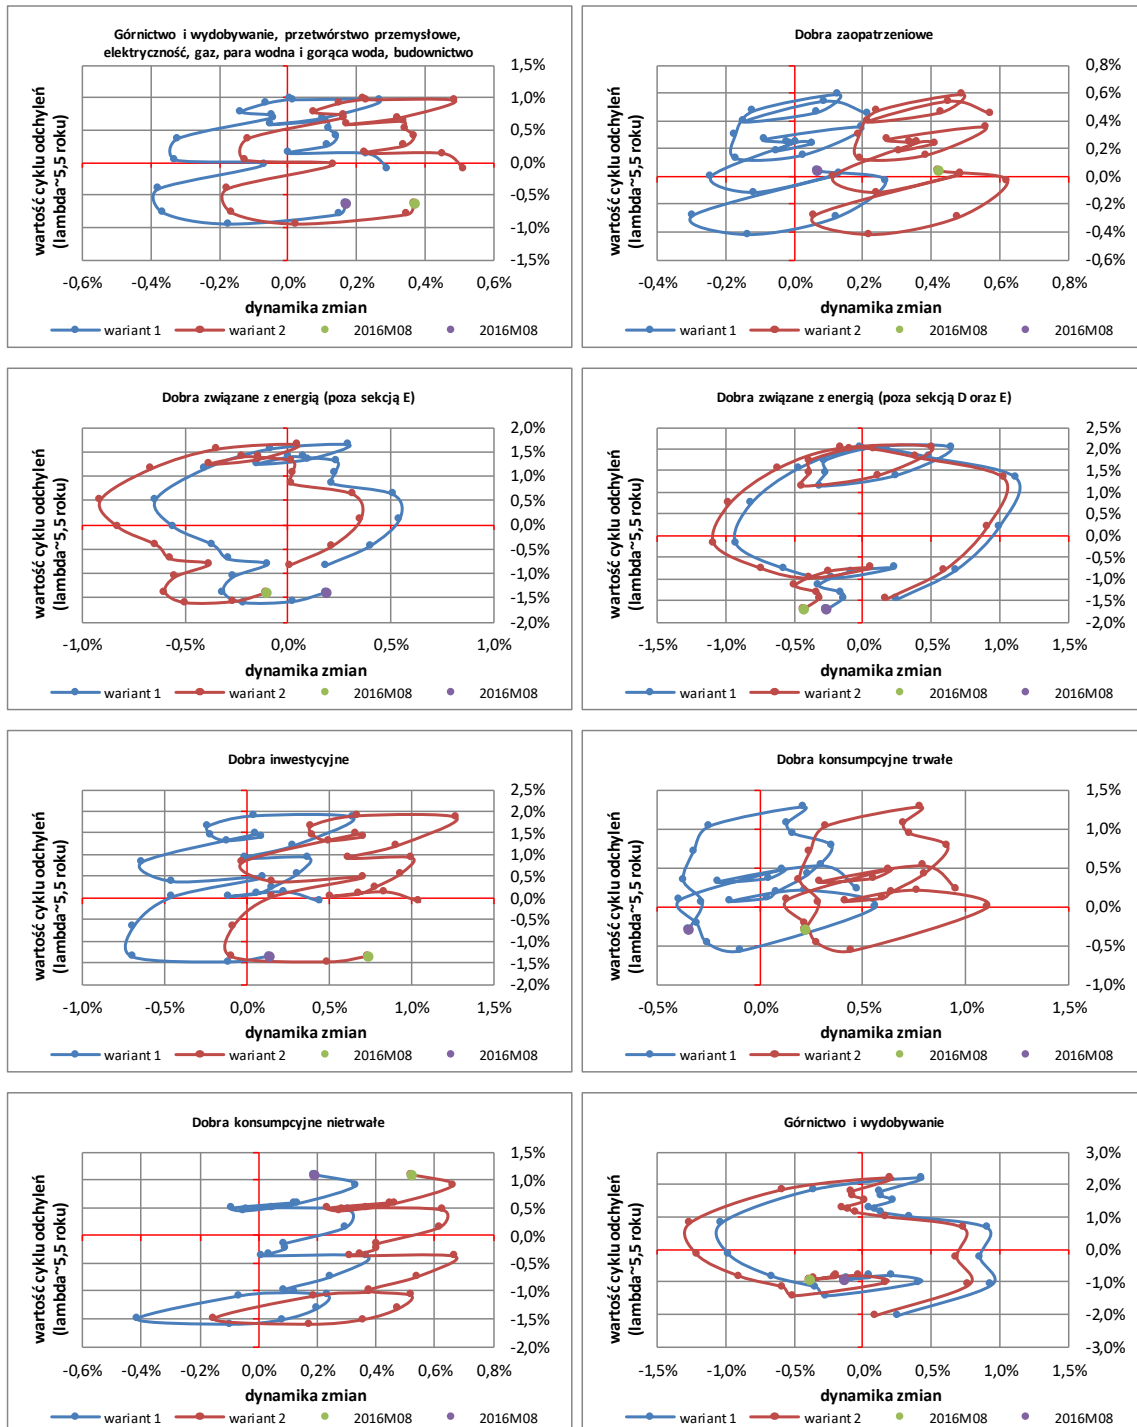 Górnictwo i wydobywanie, przetwórstwo przemysłowe,
elektryczność, gaz, para wodna i gorąca woda, budownictwo
wartość cyklu odchyleń
(lambda~5,5 roku)
1,5%
1,0%
0,5%
0,0%
-0,5%
-1,0%
-1,5%
-0,6% -0,4% -0,2% 0,0% 0,2% 0,4% 0,6%
dynamika zmian
wariant 1 wariant 2 2016M08 2016M08
Dobra zaopatrzeniowe
wartość cyklu odchyleń
(lambda~5,5 roku)
0,8%
0,6%
0,4%
0,2%
0,0%
-0,2%
-0,4%
-0,6%
-0,4% -0,2% 0,0% 0,2% 0,4% 0,6% 0,8%
dynamika zmian
wariant 1 wariant 2 2016M08 2016M08
Dobra związane z energią (poza sekcją E)
wartość cyklu odchyleń
(lambda~5,5 roku)
2,0%
1,5%
1,0%
0,5%
0,0%
-0,5%
-1,0%
-1,5%
-2,0%
-1,0% -0,5% 0,0% 0,5% 1,0%
dynamika zmian
wariant 1 wariant 2 2016M08 2016M08
Dobra związane z energią (poza sekcją D oraz E)
wartość cyklu odchyleń
(lambda~5,5 roku)
2,5%
2,0%
1,5%
1,0%
0,5%
0,0%
-0,5%
-1,0%
-1,5%
-2,0%
-1,5% -1,0% -0,5% 0,0% 0,5% 1,0% 1,5%
dynamika zmian
wariant 1 wariant 2 2016M08 2016M08
Dobra inwestycyjne
wartość cyklu odchyleń
(lambda~5,5 roku)
2,5%
2,0%
1,5%
1,0%
0,5%
0,0%
-0,5%
-1,0%
-1,5%
-2,0%
-1,0% -0,5% 0,0% 0,5% 1,0% 1,5%
dynamika zmian
wariant 1 wariant 2 2016M08 2016M08
Dobra konsumpcyjne trwałe
wartość cyklu odchyleń
(lambda~5,5 roku)
1,5%
1,0%
0,5%
0,0%
-0,5%
-1,0%
-0,5% 0,0% 0,5% 1,0% 1,5%
dynamika zmian
wariant 1 wariant 2 2016M08 2016M08
Dobra konsumpcyjne nietrwałe
wartość cyklu odchyleń
(lambda~5,5 roku)
1,5%
1,0%
0,5%
0,0%
-0,5%
-1,0%
-1,5%
-2,0%
-0,6% -0,4% -0,2% 0,0% 0,2% 0,4% 0,6% 0,8%
dynamika zmian
wariant 1 wariant 2 2016M08 2016M08
Górnictwo i wydobywanie
wartość cyklu odchyleń
(lambda~5,5 roku)
3,0%
2,0%
1,0%
0,0%
-1,0%
-2,0%
-3,0%
-1,5% -1,0% -0,5% 0,0% 0,5% 1,0% 1,5%
dynamika zmian
wariant 1 wariant 2 2016M08 2016M08